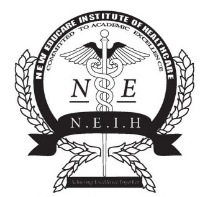 NEW EDUCARE INSTITUTE OF HEALTHCARE
COMMITTED TO ACADEMIC EXCELLENCE
N E
N.E.I.H